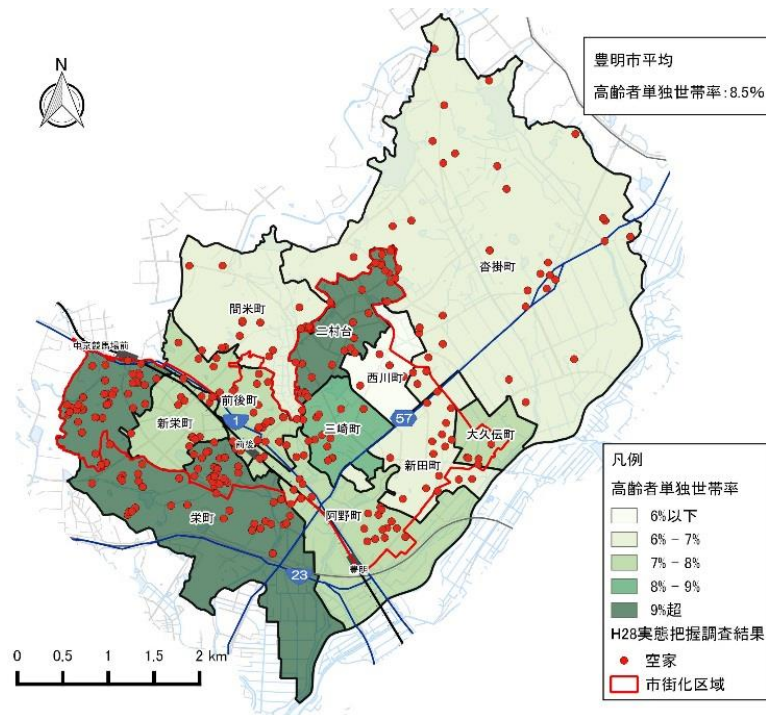 N
豊明市平均
高齢者単独世帯率:8.5%
沓掛町
間米町
二村台
中京競馬場前
西川町
前後町
新栄町
1
57
三崎町
大久伝町
前後
新田町
栄町
阿野町
豊明
23
凡例
高齢者単独世帯率
6%以下
6% - 7%
7% - 8%
8% - 9%
9%超
H28実態把握調査結果
空家
市街化区域
0 0.5 1 2 km